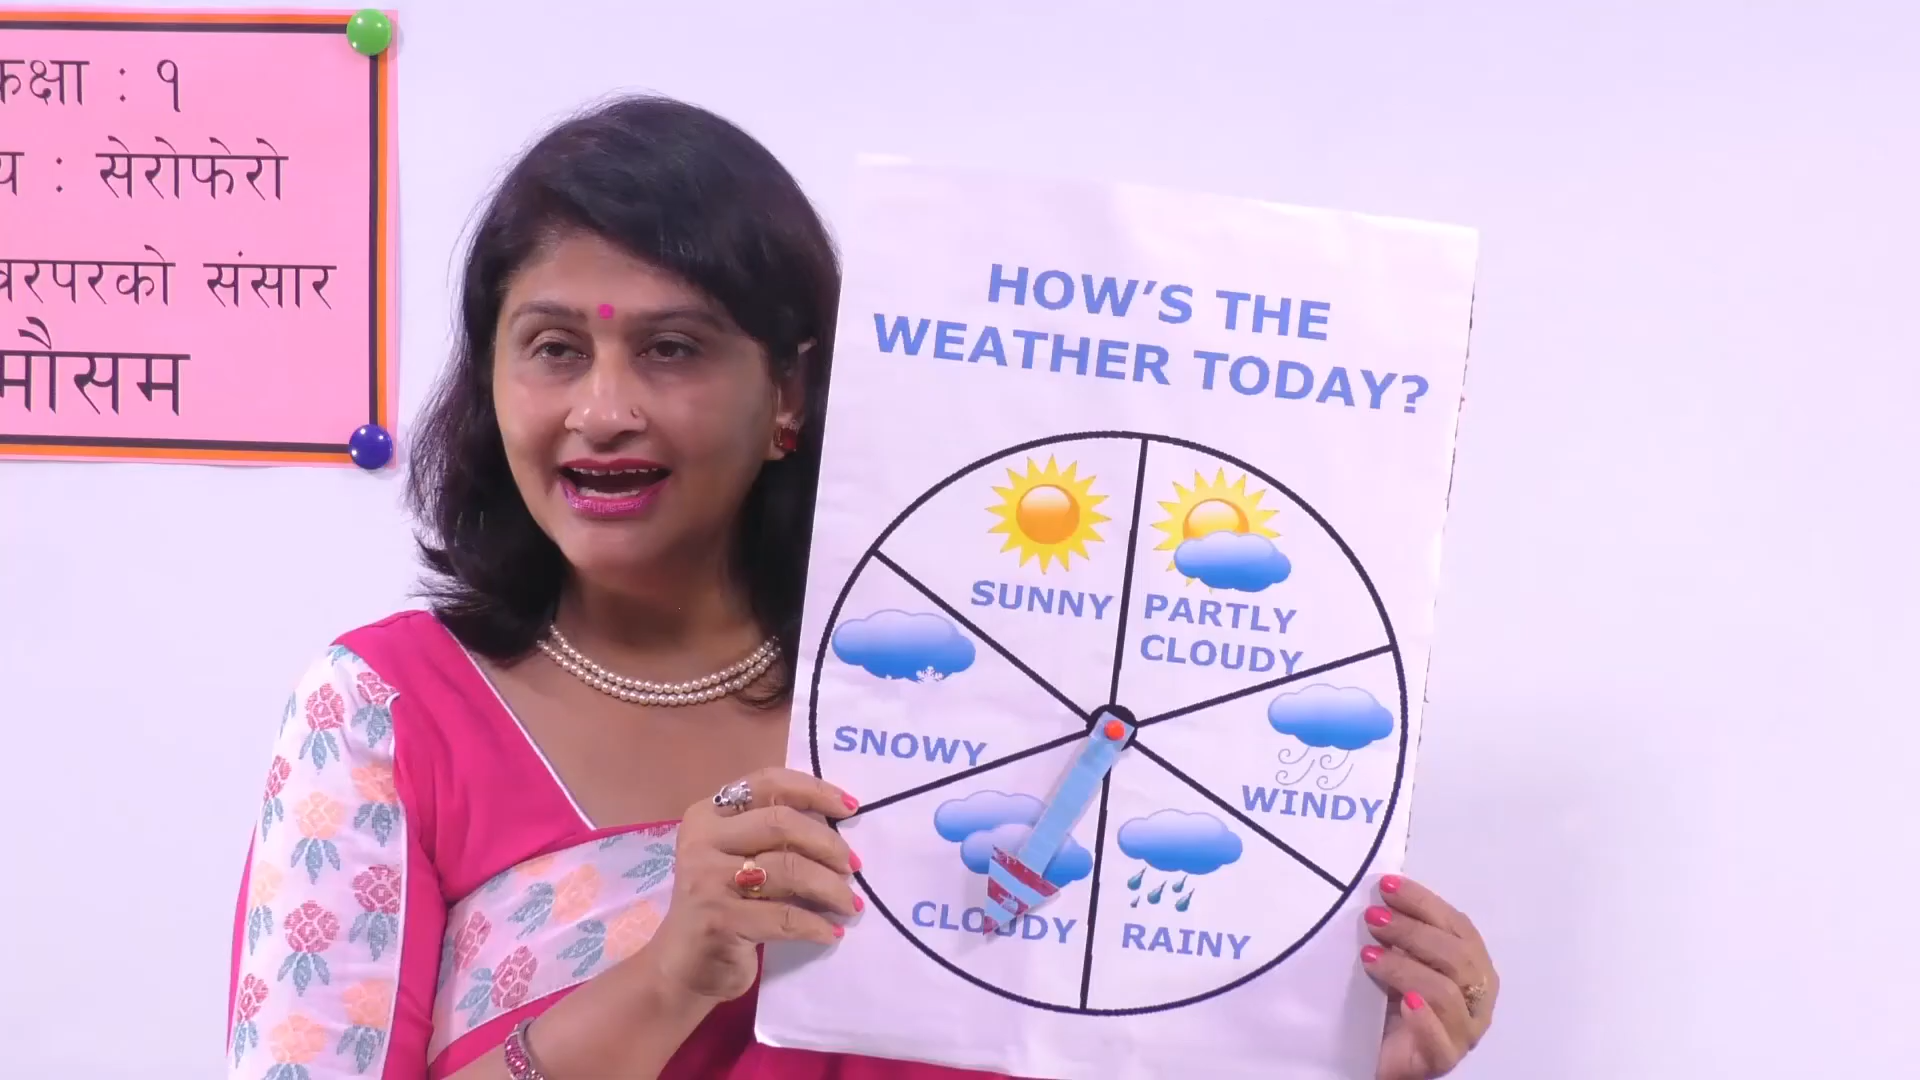 कक्षा : १
य : सेरोफेरो
वरपरको संसार
मौसम
HOW'S THE
WEATHER TODAY?
SUNNY
PARTLY
CLOUDY
SNOWY
WINDY
CLOUDY
RAINY